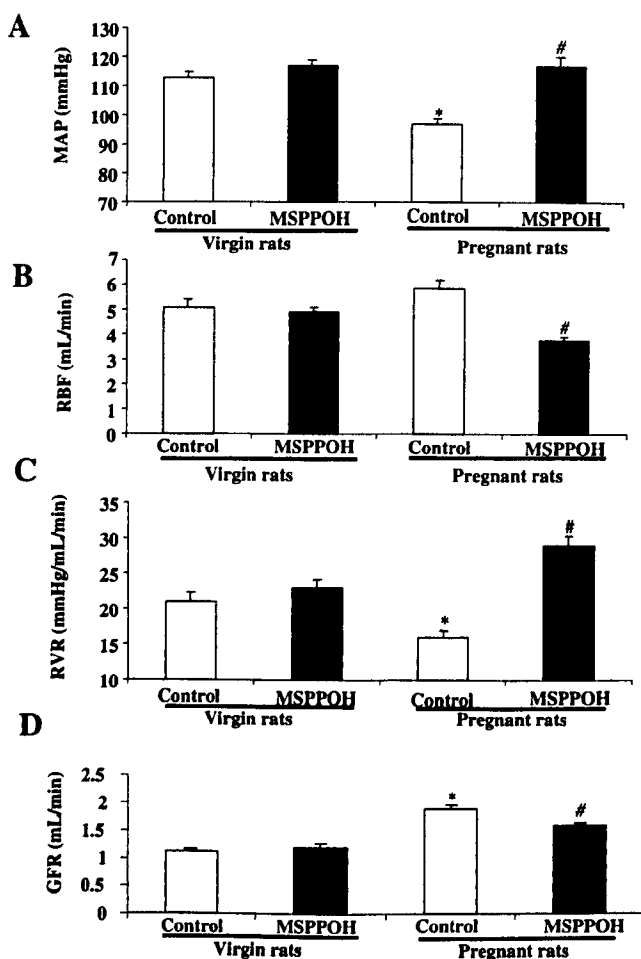 A
MAP (mmHg)
130
120
110
100
90
80
70
*
#
Control MSPPOH Control MSPPOH
Virgin rats Pregnant rats
B
RBF (mL/min)
7
6
5
4
3
2
1
0
#
Control MSPPOH Control MSPPOH
Virgin rats Pregnant rats
C
RVR (mmHg/mL/min)
35
30
25
20
15
10
*
#
Control MSPPOH Control MSPPOH
Virgin rats Pregnant rats
D
GFR (mL/min)
2.5
2
1.5
1
0.5
0
*
#
Control MSPPOH Control MSPPOH
Virgin rats Pregnant rats